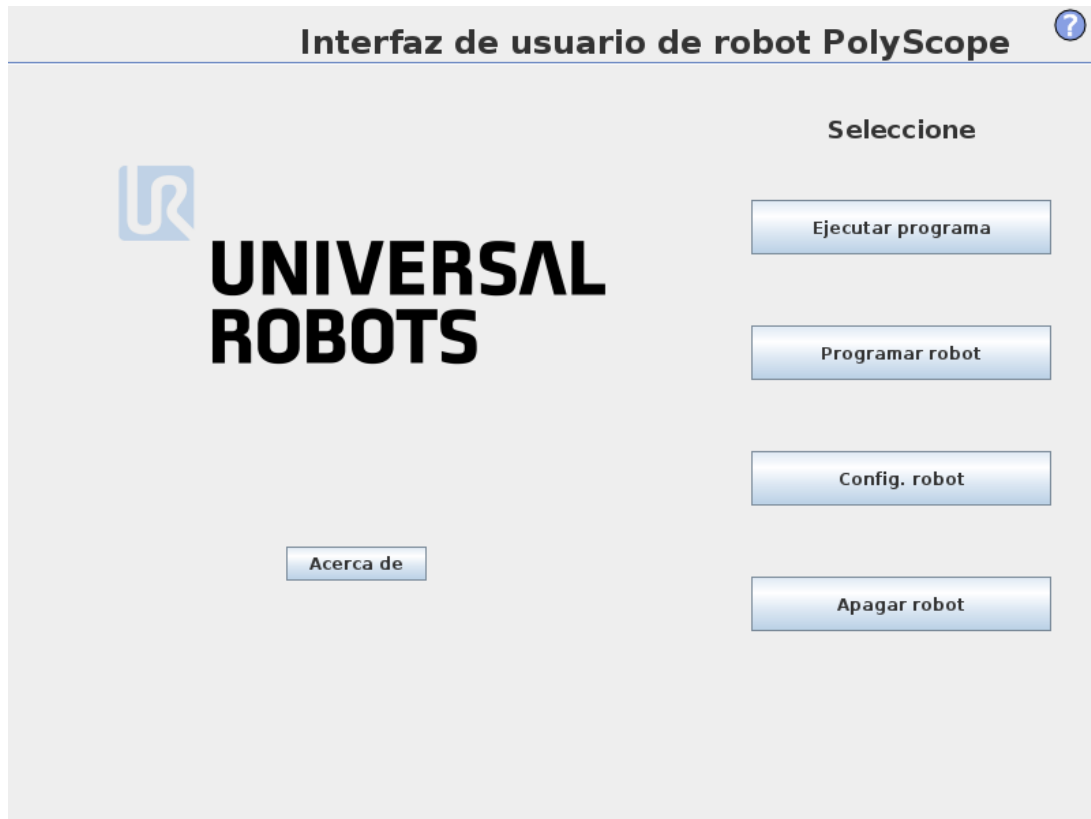 Interfaz de usuario de robot PolyScope
?
Seleccione
UR
UNIVERSAL
ROBOTS
Ejecutar programa
Programar robot
Config. robot
Acerca de
Apagar robot